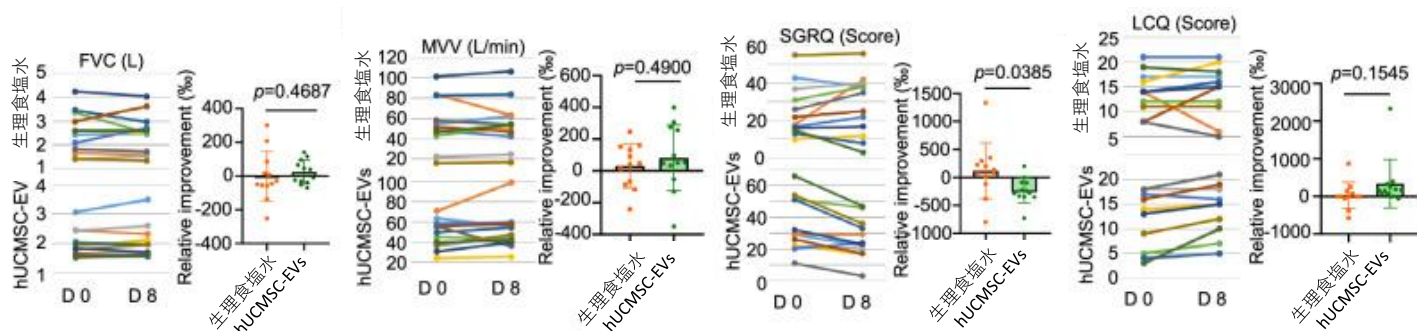 FVC (L)
生理食塩水
5
4
3
2
1
hUCMSC-EV
4
3
2
1
D 0 D 8
Relative improvement (‰)
400
200
0
-200
-400
p=0.4687
生理食塩水
hUCMSC-EVs
MVV (L/min)
生理食塩水
120
100
80
60
40
20
hUCMSC-EVs
100
80
60
40
20
D 0 D 8
Relative improvement (‰)
600
400
200
0
-200
-400
p=0.4900
生理食塩水
hUCMSC-EVs
SGRQ (Score)
生理食塩水
60
40
20
0
hUCMSC-EVs
80
60
40
20
0
D 0 D 8
Relative improvement (‰)
1500
1000
500
0
-500
1000
p=0.0385
生理食塩水
hUCMSC-EVs
LCQ (Score)
生理食塩水
25
20
15
10
5
hUCMSC-EVs
20
15
10
5
0
D 0 D 8
Relative improvement (‰)
3000
2000
1000
0
-1000
p=0.1545
生理食塩水
hUCMSC-EVs